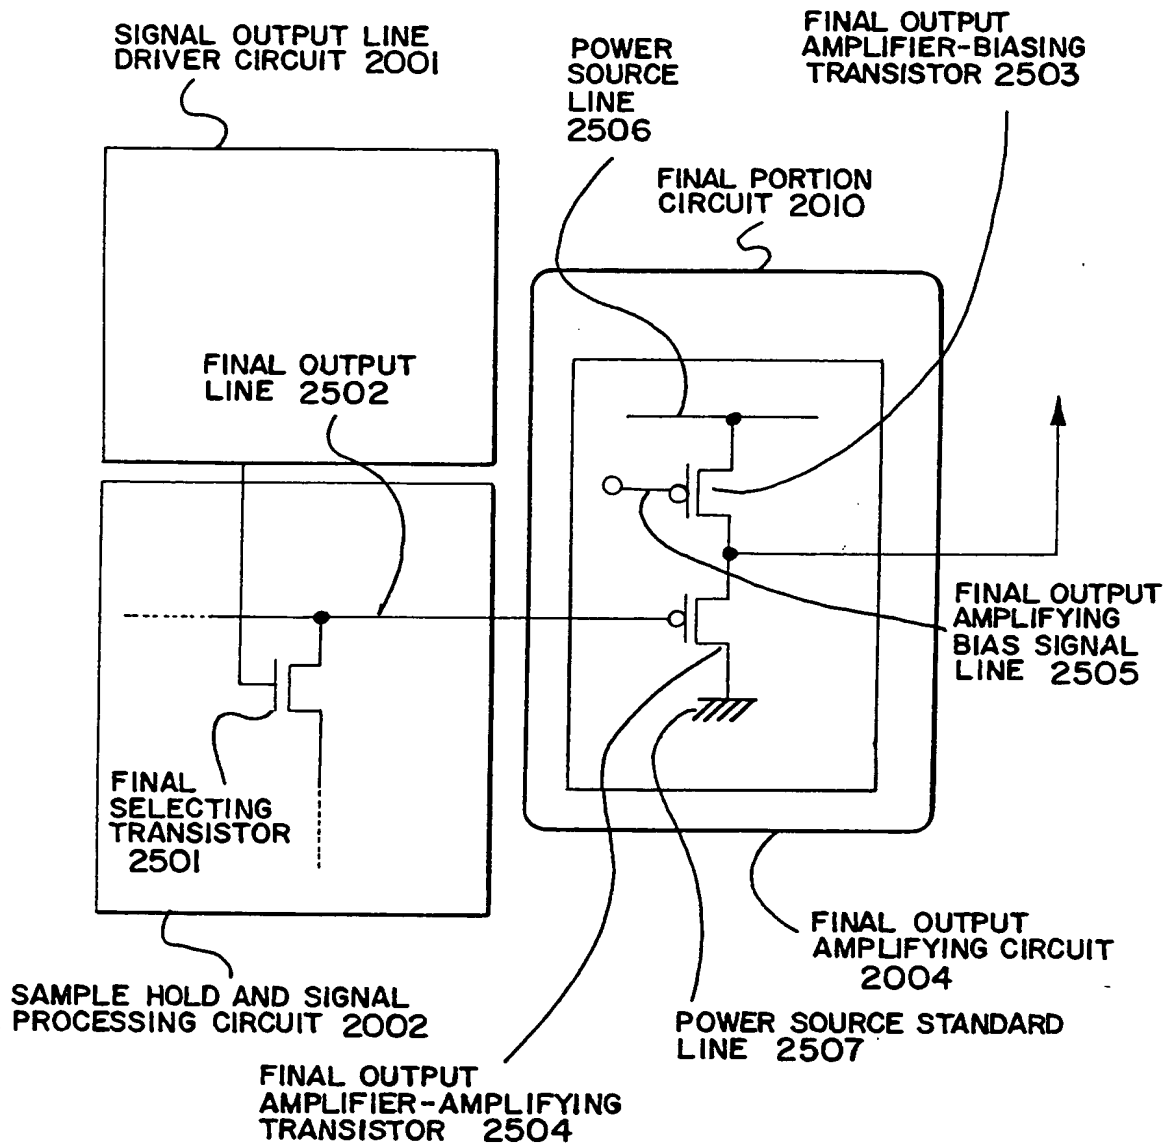 SIGNAL OUTPUT LINE
DRIVER CIRCUIT 2001
POWER
SOURCE
LINE
2506
FINAL OUTPUT
AMPLIFIER-BIASING
TRANSISTOR 2503
FINAL PORTION
CIRCUIT 2010
FINAL OUTPUT
LINE 2502
FINAL OUTPUT
AMPLIFYING
BIAS SIGNAL
LINE 2505
FINAL
SELECTING
TRANSISTOR
2501
FINAL OUTPUT
AMPLIFYING CIRCUIT
2004
SAMPLE HOLD AND SIGNAL
PROCESSING CIRCUIT 2002
POWER SOURCE STANDARD
LINE 2507
FINAL OUTPUT
AMPLIFIER-AMPLIFYING
TRANSISTOR 2504